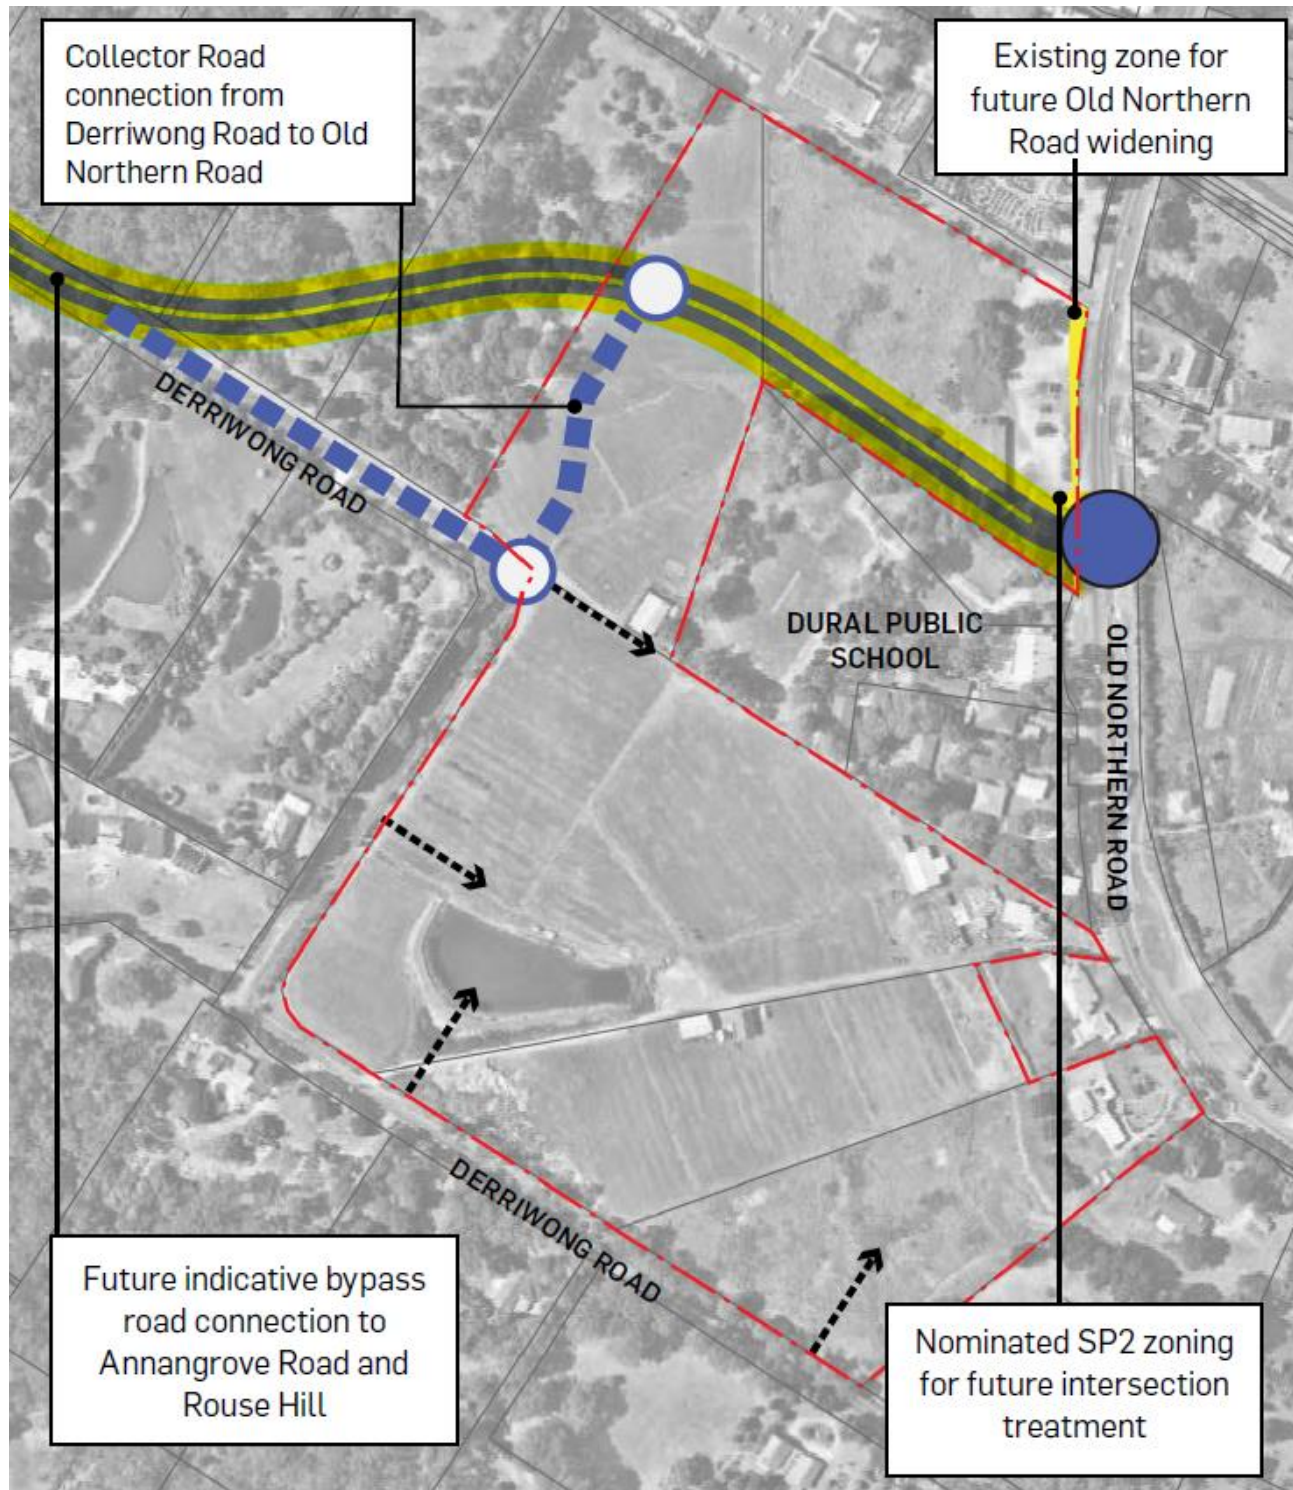 Collector Road
connection from
Derriwong Road to Old
Northern Road
Existing zone for
future Old Northern
Road widening
DERRIWONG ROAD
DURAL PUBLIC
SCHOOL
OLD NORTHERN ROAD
DERRIWONG ROAD
Future indicative bypass
road connection to
Annangrove Road and
Rouse Hill
Nominated SP2 zoning
for future intersection
treatment